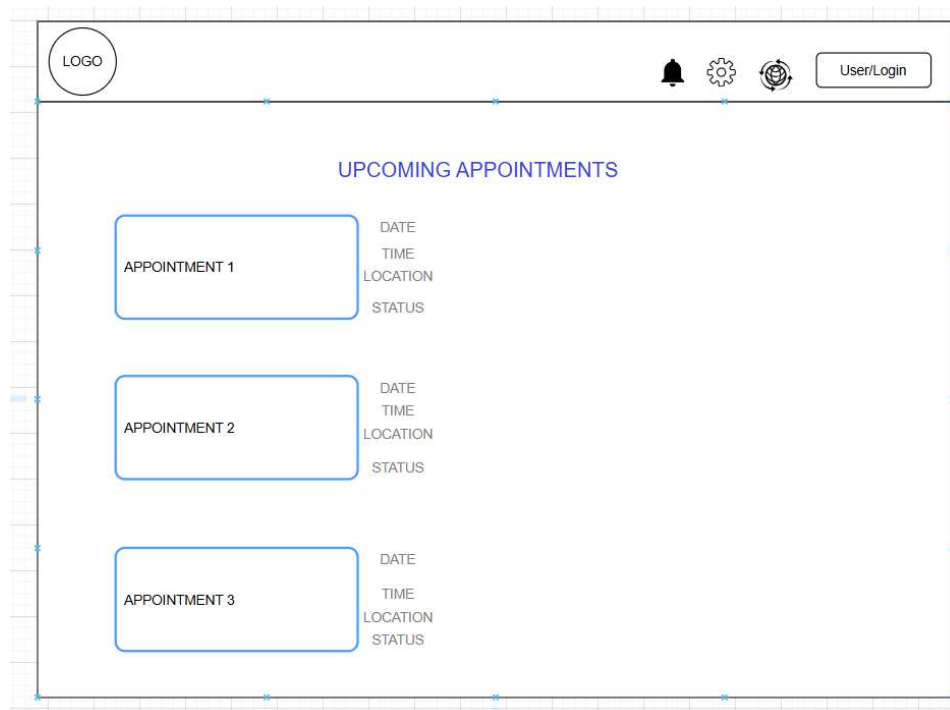 LOGO
User/Login
UPCOMING APPOINTMENTS
APPOINTMENT 1
DATE
TIME
LOCATION
STATUS
APPOINTMENT 2
DATE
TIME
LOCATION
STATUS
APPOINTMENT 3
DATE
TIME
LOCATION
STATUS